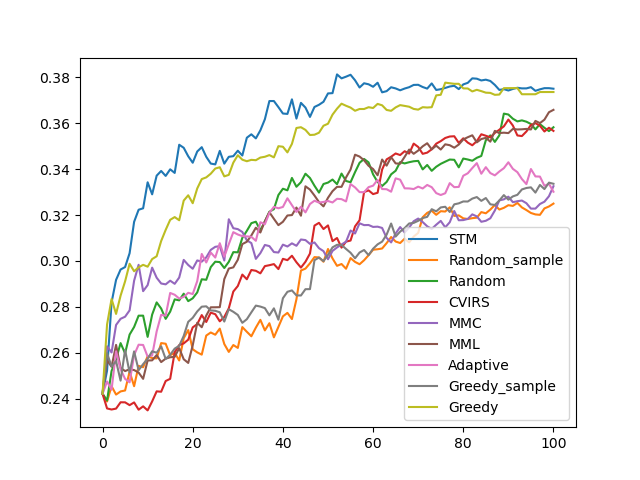 0.38
0.36
0.34
0.32
0.30
0.28
0.26
0.24
0
20
40
60
80
100
STM
Random_sample
Random
CVIRS
MMC
MML
Adaptive
Greedy_sample
Greedy